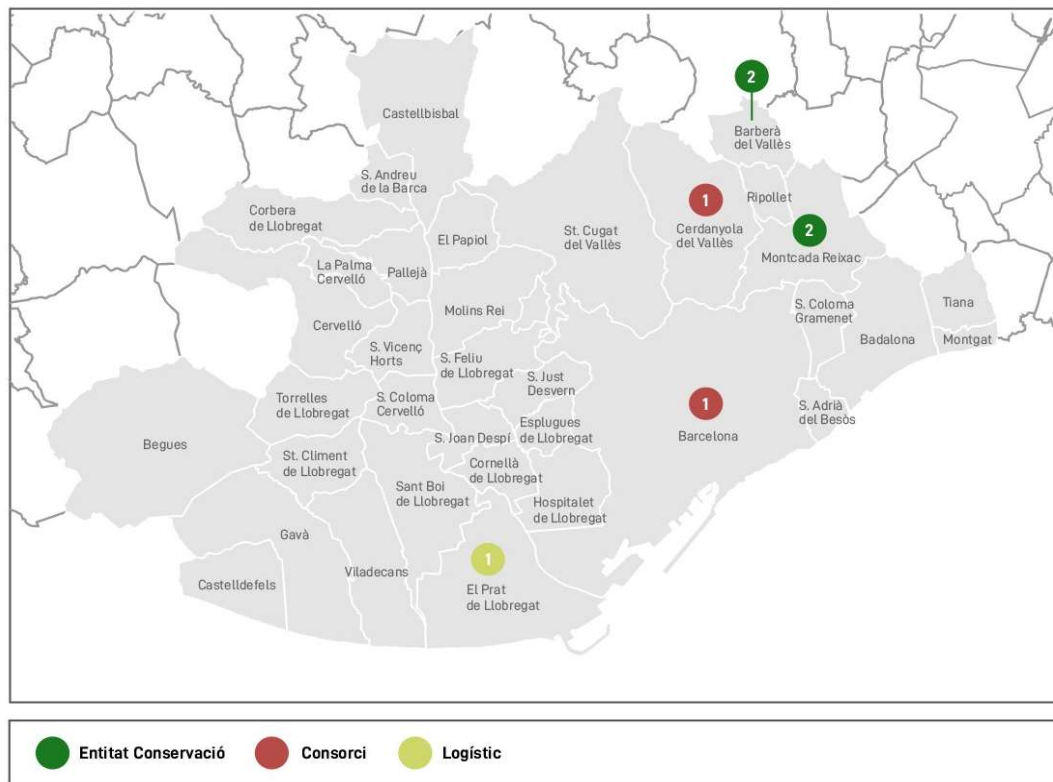 2
Barberà
del Vallès
Castellbisbal
S. Andreu
de la Barca
1
Ripollet
Corbera
de Llobregat
El Papiol
St. Cugat
del Vallès
Cerdanyola
del Vallès
2
Montcada Reixac
La Palma
Cervelló
Pallejà
Molins Rei
S. Coloma
Gramenet
Tiana
Cervelló
S. Vicenç
Horts
S. Feliu
de Llobregat
Badalona
Montgat
S. Just
Desvern
Torrelles
de Llobregat
S. Coloma
Cervelló
1
Barcelona
S. Adrià
del Besòs
Begues
S. Joan Despí
Esplugues
de Llobregat
St. Climent
de Llobregat
Cornellà
de Llobregat
Sant Boi
de Llobregat
Hospitalet
de Llobregat
Gavà
1
Viladecans
Castelldefels
El Prat
de Llobregat
Entitat Conservació
Consorci
Logístic